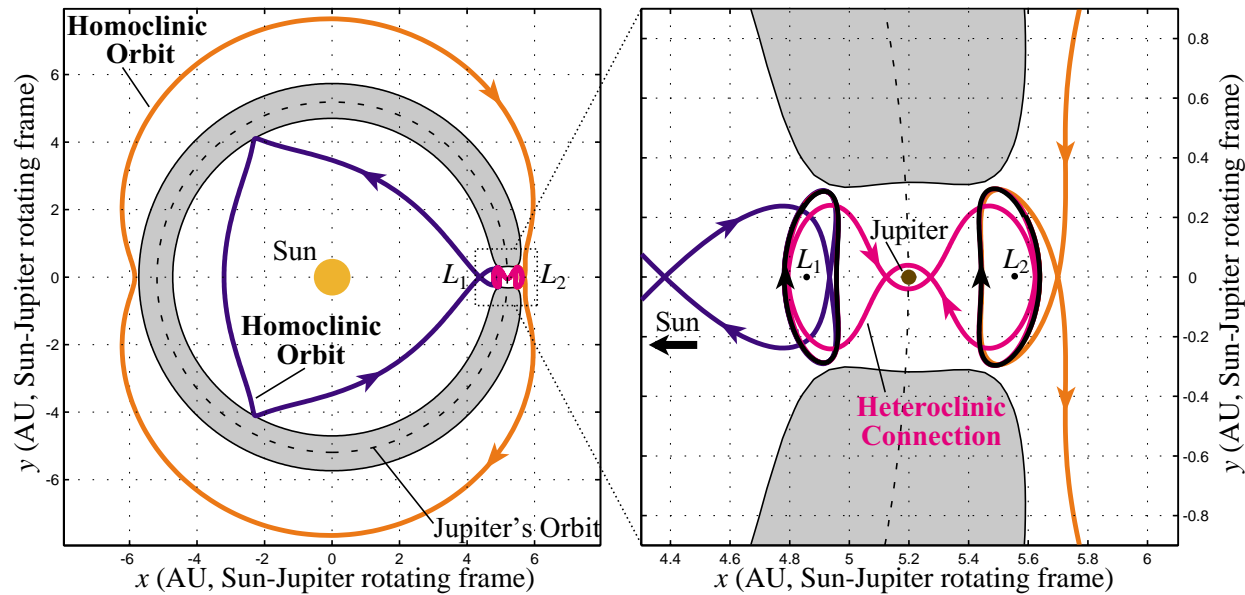 Homoclinic
Orbit
Sun
L1
L2
Homoclinic
Orbit
Jupiter's Orbit
6
4
2
0
-2
-4
-6
-6
-4
-2
0
2
4
6
y (AU, Sun-Jupiter rotating frame)
x (AU, Sun-Jupiter rotating frame)
Jupiter
L1
L2
Sun
Heteroclinic
Connection
0.8
0.6
0.4
0.2
0
-0.2
-0.4
-0.6
-0.8
4.4
4.6
4.8
5
5.2
5.4
5.6
5.8
6
y (AU, Sun-Jupiter rotating frame)
x (AU, Sun-Jupiter rotating frame)